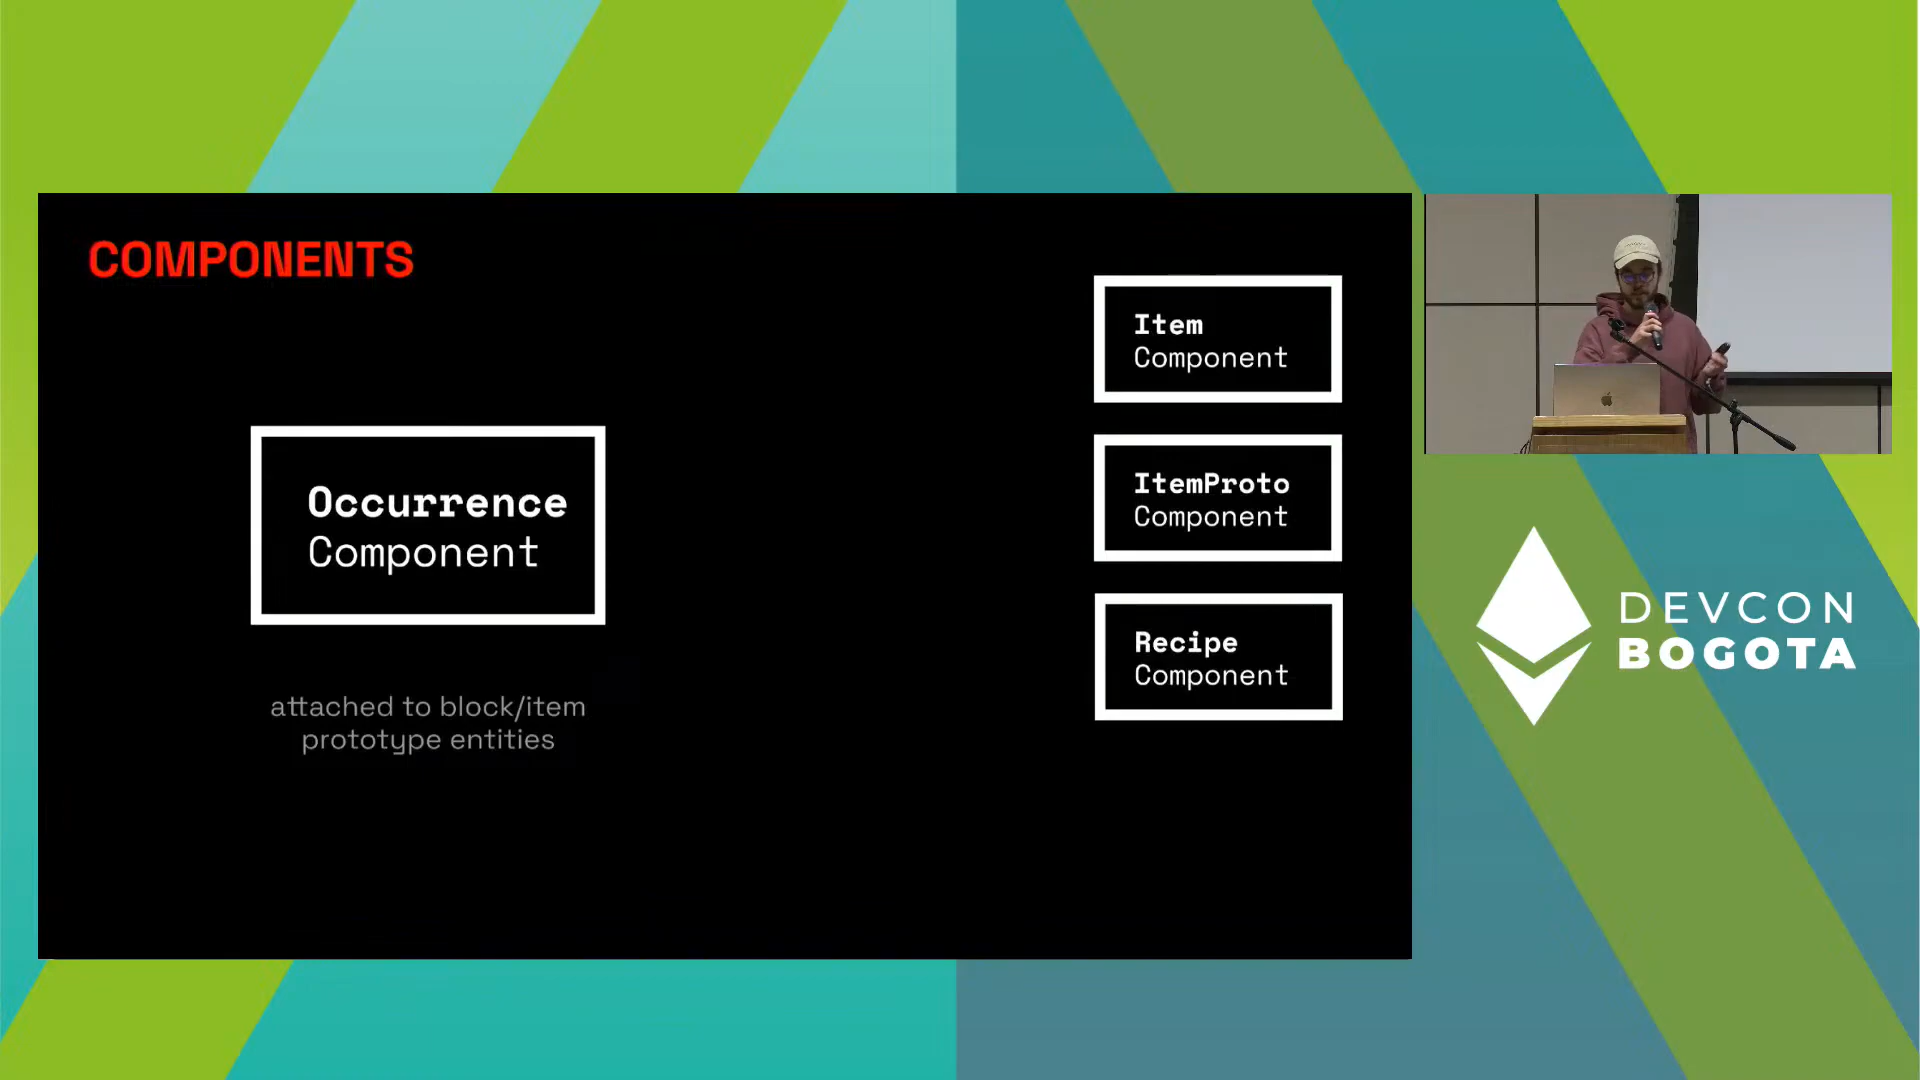 COMPONENTS
Occurrence
Component
attached to block/item
prototype entities
Item
Component
ItemProto
Component
Recipe
Component
DEVCON
BOGOTA